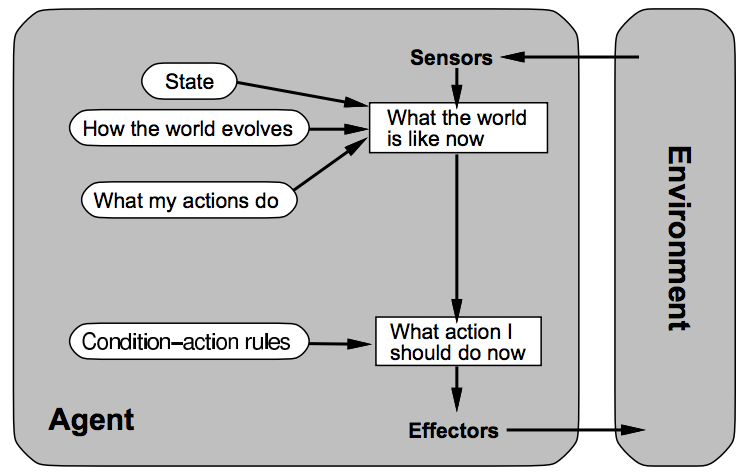 Sensors
State
What the world
is like now
How the world evolves
What my actions do
Environment
Condition–action rules
What action I
should do now
Agent
Effectors